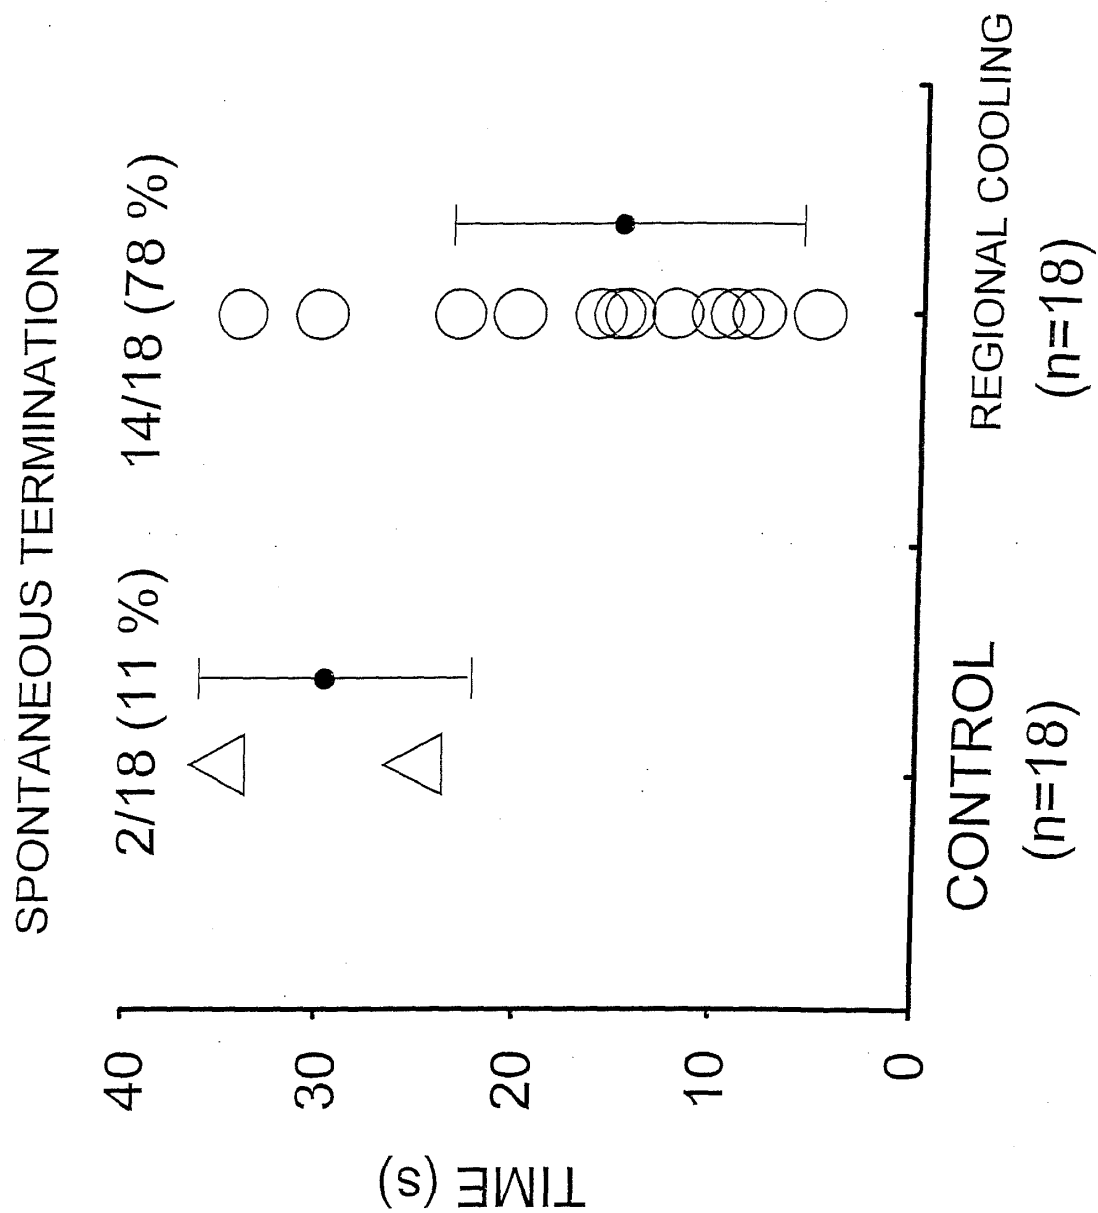 SPONTANEOUS TERMINATION
2/18 (11 %)
14/18 (78 %)
TIME (s)
40
30
20
10
0
CONTROL
(n=18)
REGIONAL COOLING
(n=18)